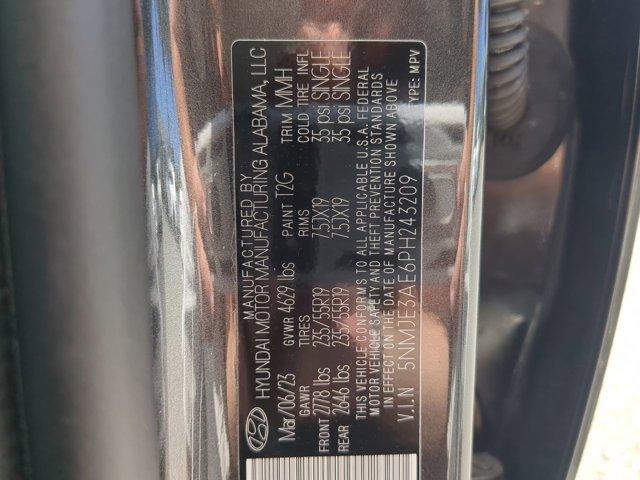 MANUFACTURED BY
HYUNDAI MOTOR MANUFACTURING ALABAMA, LLC
Mar/06/23 GVWR 4629 lbs PAINT T2G TRIM MMH
GAWR TIRES RIMS COLD TIRE INFL
FRONT 2778 lbs 235/55R19 7.5JX19 35 psi SINGLE
REAR 2646 lbs 235/55R19 7.5JX19 35 psi SINGLE
THIS VEHICLE CONFORMS TO ALL APPLICABLE U.S.A. FEDERAL
MOTOR VEHICLE SAFETY AND THEFT PREVENTION STANDARDS
IN EFFECT ON THE DATE OF MANUFACTURE SHOWN ABOVE
V.I.N 5NMJE3AE6PH243209 TYPE: MPV